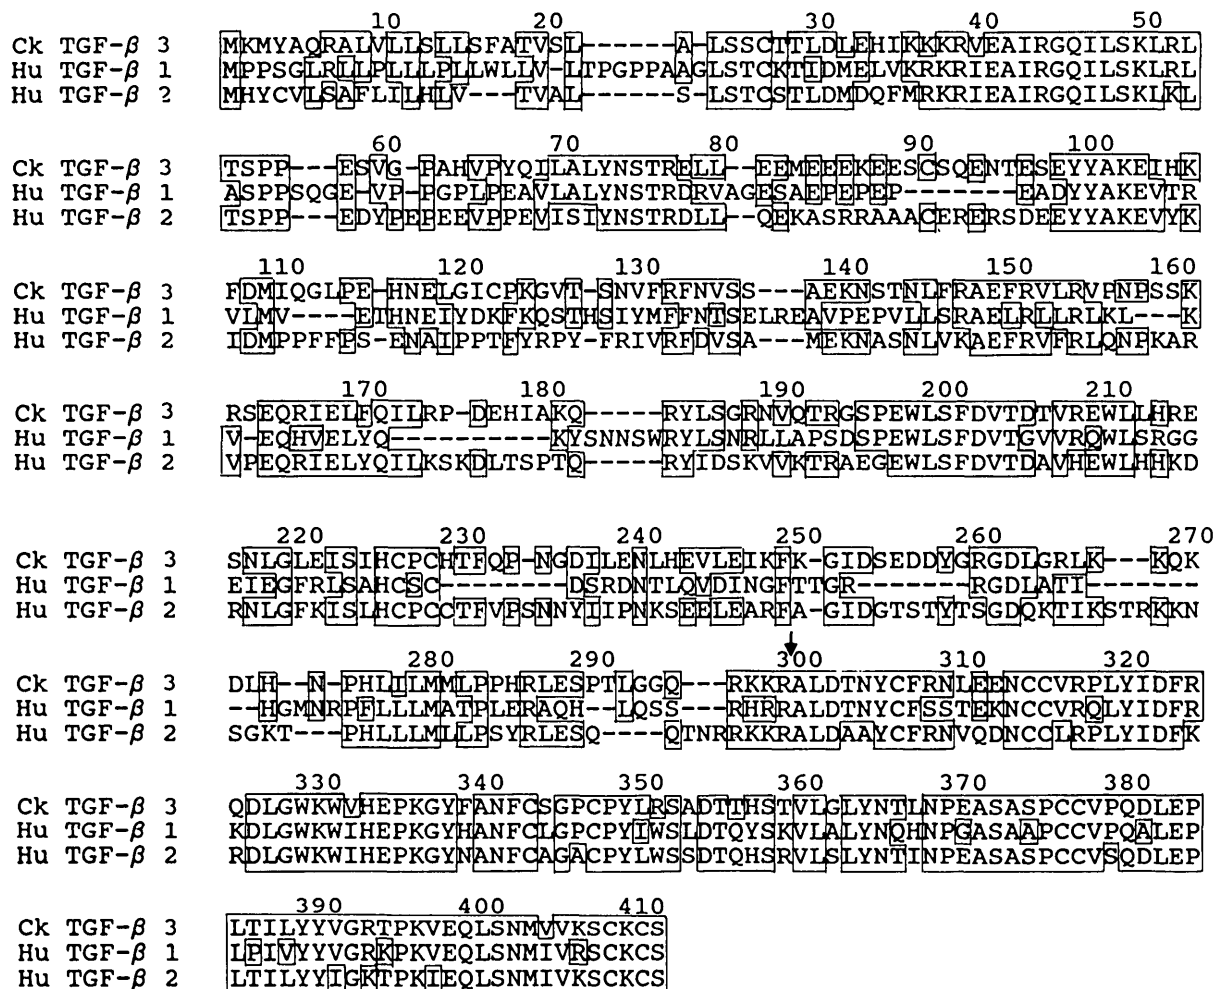 10 20 30 40 50
Ck TGF-β 3 MKMYAQRALVLLSLLSFATVSL------A-LSSCTTLDLEHIKKKRVEAIRGQILSKLRL
Hu TGF-β 1 MPPSGLRLLPLLLPLLWLLV-LTPGPPAAGLSTCKTIDMELVKRKRIEAIRGQILSKLRL
Hu TGF-β 2 MHYCVLSAFLILHLV---TVAL------S-LSTCSTLDMDQFMRKRIEAIRGQILSKLKL
60 70 80 90 100
Ck TGF-β 3 TSPP---ESVG-PAHVPYQILALYNSTRELL--EEMEEEKEESCSQENTESEYYAKEIHK
Hu TGF-β 1 ASPPSQGE-VP-PGPLPEAVLALYNSTRDRVAGESAEPEPEP-------EADYYAKEVTR
Hu TGF-β 2 TSPP---EDYPEPEEVPPEVISIYNSTRDLL--QEKASRRAAACERERSDEEYYAKEVYK
110 120 130 140 150 160
Ck TGF-β 3 FDMIQGLPE-HNELGICPKGVT-SNVFRFNVSS---AEKNSTNLFRAEFRVLRVPNPSSK
Hu TGF-β 1 VLMV----ETHNEIYDKFKQSTHSIYMFFNTSELREAVPEPVLLSRAELRLLRLKL---K
Hu TGF-β 2 IDMPPFFPS-ENAIPPTFYRPY-FRIVRFDVSA---MEKNASNLVKAEFRVFRLQNPKAR
170 180 190 200 210
Ck TGF-β 3 RSEQRIELFQILRP-DEHIAKQ-----RYLSGRNVQTRGSPEWLSFDVTDTVREWLLHRE
Hu TGF-β 1 V-EQHVELYQ----------KYSNNSWRYLSNRLLAPSDSPEWLSFDVTGVVRQWLSRGG
Hu TGF-β 2 VPEQRIELYQILKSKDLTSPTQ-----RYIDSKVVKTRAEGEWLSFDVTDAVHEWLHHKD
220 230 240 250 260 270
Ck TGF-β 3 SNLGLEISIHCPCHTFQP-NGDILENLHEVLEIKFK-GIDSEDDYGRGDLGRLK---KQK
Hu TGF-β 1 EIEGFRLSAHCSC--------DSRDNTLQVDINGFTTGR-------RGDLATI-------
Hu TGF-β 2 RNLGFKISLHCPCCTFVPSNNYIIPNKSEELEARFA-GIDGTSTYTSGDQKTIKSTRKKN
280 290 300 310 320
Ck TGF-β 3 DLH--N-PHLILMMLPPHRLESPTLGGQ---RKKRALDTNYCFRNLEENCCVRPLYIDFR
Hu TGF-β 1 --HGMNRPFLLLMATPLERAQH--LQSS---RHRRALDTNYCFSSTEKNCCVRQLYIDFR
Hu TGF-β 2 SGKT---PHLLLMLLPSYRLESQ----QTNRRKKRALDAAYCFRNVQDNCCLRPLYIDFK
330 340 350 360 370 380
Ck TGF-β 3 QDLGWKWVHEPKGYFANFCSGPCPYLRSADTTHSTVLGLYNTLNPEASASPCCVPQDLEP
Hu TGF-β 1 KDLGWKWIHEPKGYHANFCLGPCPYIWSLDTQYSKVLALYNQHNPGASAAPCCVPQALEP
Hu TGF-β 2 RDLGWKWIHEPKGYNANFCAGACPYLWSSDTQHSRVLSLYNTINPEASASPCCVSQDLEP
390 400 410
Ck TGF-β 3 LTILYYVGRTPKVEQLSNMVVKSCKCS
Hu TGF-β 1 LPIVYYVGRKPKVEQLSNMIVRSCKCS
Hu TGF-β 2 LTILYYIGKTPKIEQLSNMIVKSCKCS